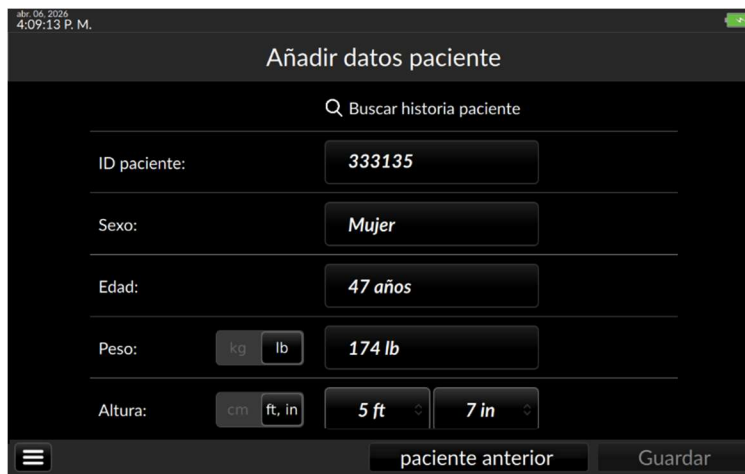 abr. 06, 2026
4:09:13 P. M.
Añadir datos paciente
Buscar historia paciente
ID paciente: 333135
Sexo: Mujer
Edad: 47 años
Peso: kg lb 174 lb
Altura: cm ft, in 5 ft 7 in
paciente anterior Guardar